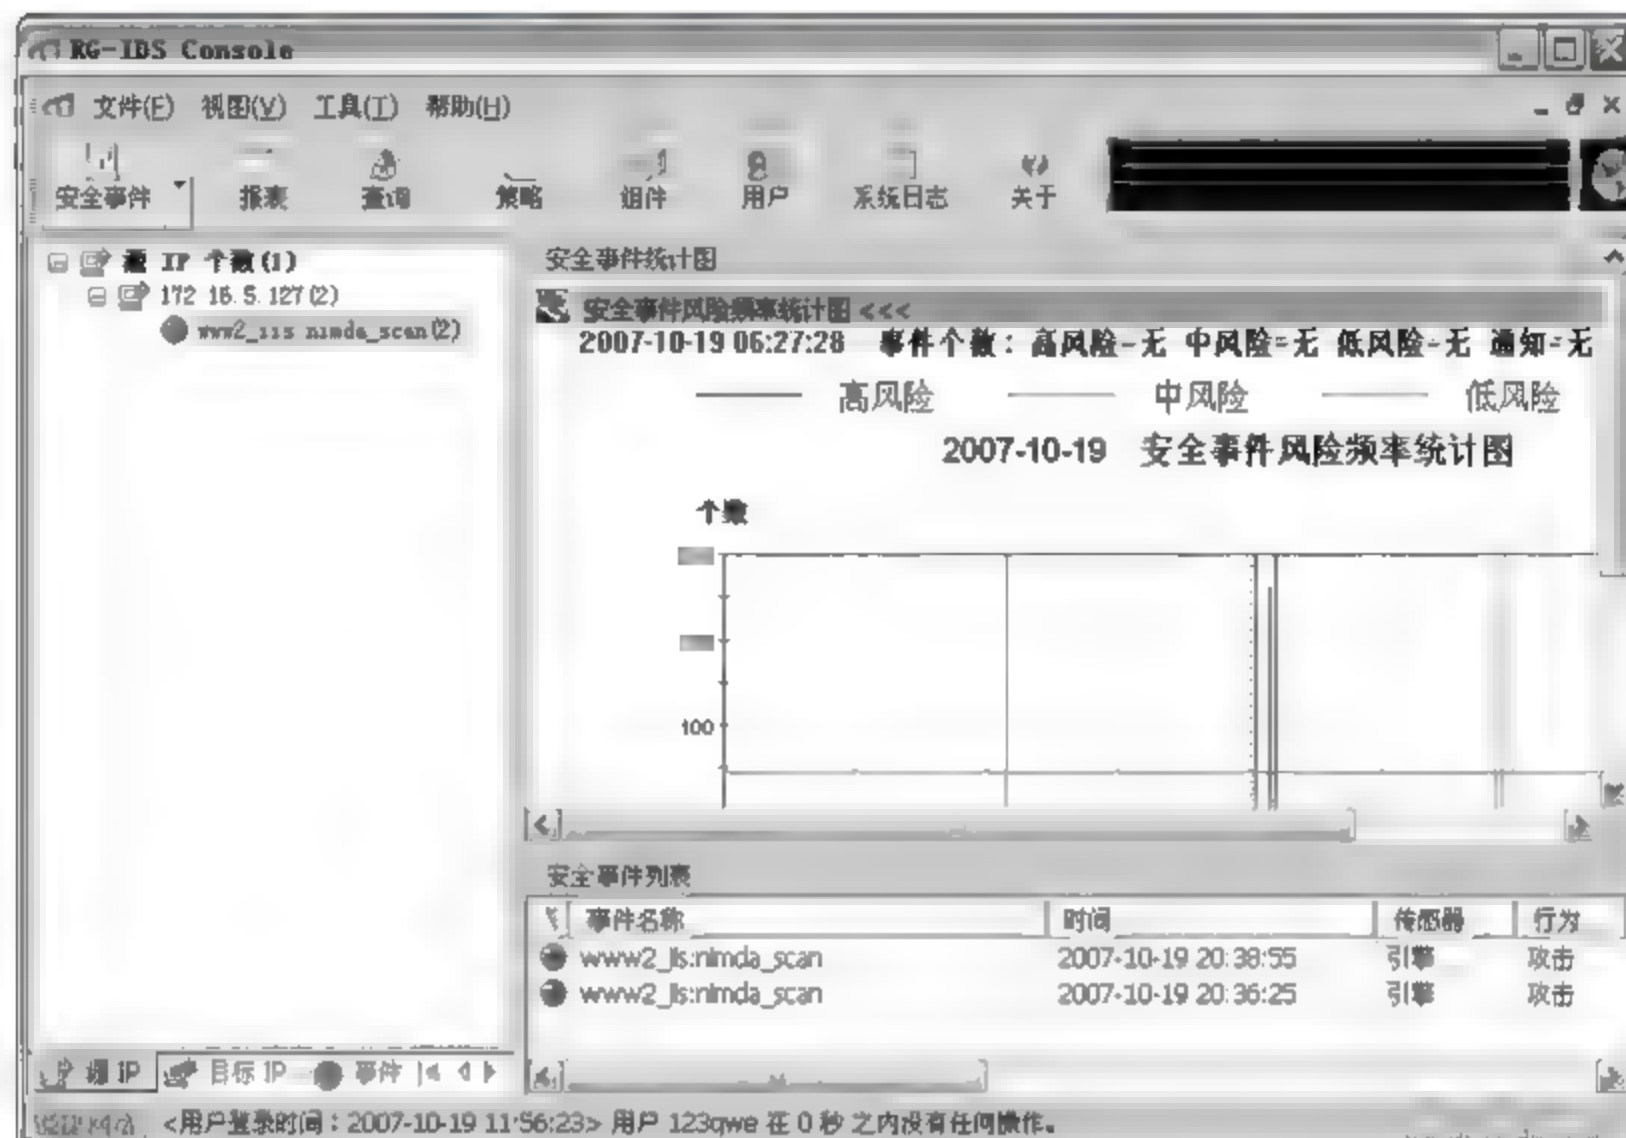 RG-IDS Console
文件(F) 视图(V) 工具(T) 帮助(H)
安全事件 报表 查询 策略 组件 用户 系统日志 关于
源 IP 个数(1)
172.16.5.127(2)
www2_iis nimda_scan(2)
安全事件统计图
安全事件风险频率统计图 <<<
2007-10-19 06:27:28 事件个数: 高风险-无 中风险-无 低风险-无 通知-无
高风险 中风险 低风险
2007-10-19 安全事件风险频率统计图
个数
100
安全事件列表
事件名称 时间 传感器 行为
www2_iis:nimda_scan 2007-10-19 20:38:55 引擎 攻击
www2_iis:nimda_scan 2007-10-19 20:36:25 引擎 攻击
源 IP 目标 IP 事件
<用户登录时间:2007-10-19 11:56:23> 用户 123qwe 在 0 秒 之内没有任何操作。